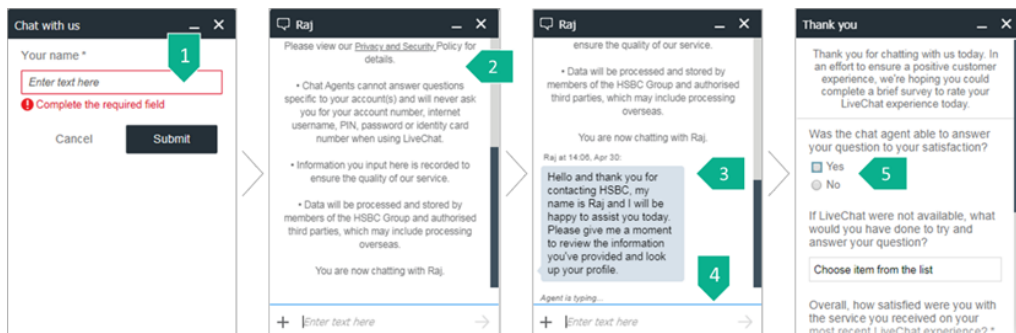 Chat with us
Your name *
1
Enter text here
Complete the required field
Cancel
Submit
Raj
Please view our Privacy and Security Policy for
details.
2
• Chat Agents cannot answer questions
specific to your account(s) and will never ask
you for your account number, internet
username, PIN, password or identity card
number when using LiveChat.
• Information you input here is recorded to
ensure the quality of our service.
• Data will be processed and stored by
members of the HSBC Group and authorised
third parties, which may include processing
overseas.
You are now chatting with Raj.
Enter text here
Raj
ensure the quality of our service.
• Data will be processed and stored by
members of the HSBC Group and authorised
third parties, which may include processing
overseas.
You are now chatting with Raj.
Raj at 14:06, Apr 30:
3
Hello and thank you for
contacting HSBC, my
name is Raj and I will be
happy to assist you today.
Please give me a moment
to review the information
you've provided and look
up your profile.
4
Agent is typing...
Enter text here
Thank you
Thank you for chatting with us today. In
an effort to ensure a positive customer
experience, we're hoping you could
complete a brief survey to rate your
LiveChat experience today.
Was the chat agent able to answer
your question to your satisfaction?
Yes
5
No
If LiveChat were not available, what
would you have done to try and
answer your question?
Choose item from the list
Overall, how satisfied were you with
the service you received on your
most recent LiveChat experience? *